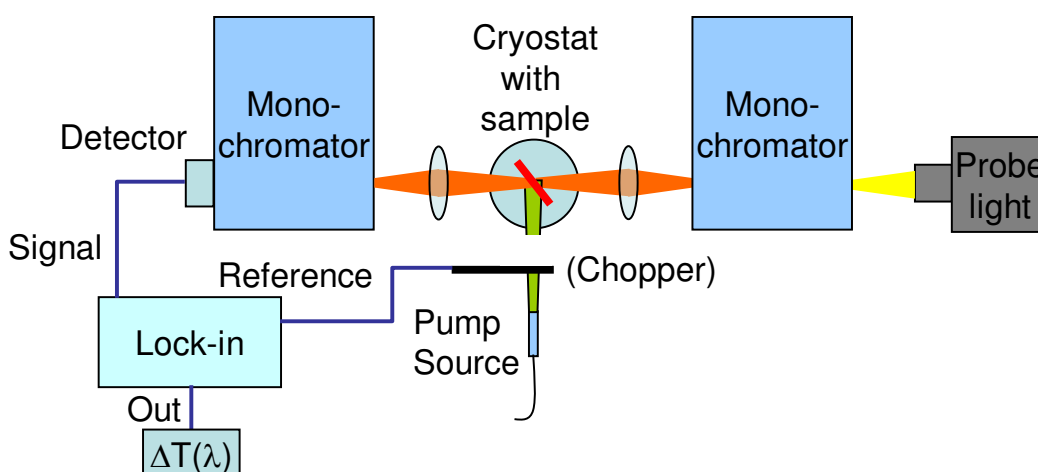 Cryostat
with
sample
Mono-
chromator
Mono-
chromator
Detector
Probe
light
Signal
Reference
(Chopper)
Pump
Source
Lock-in
Out
ΔT(λ)